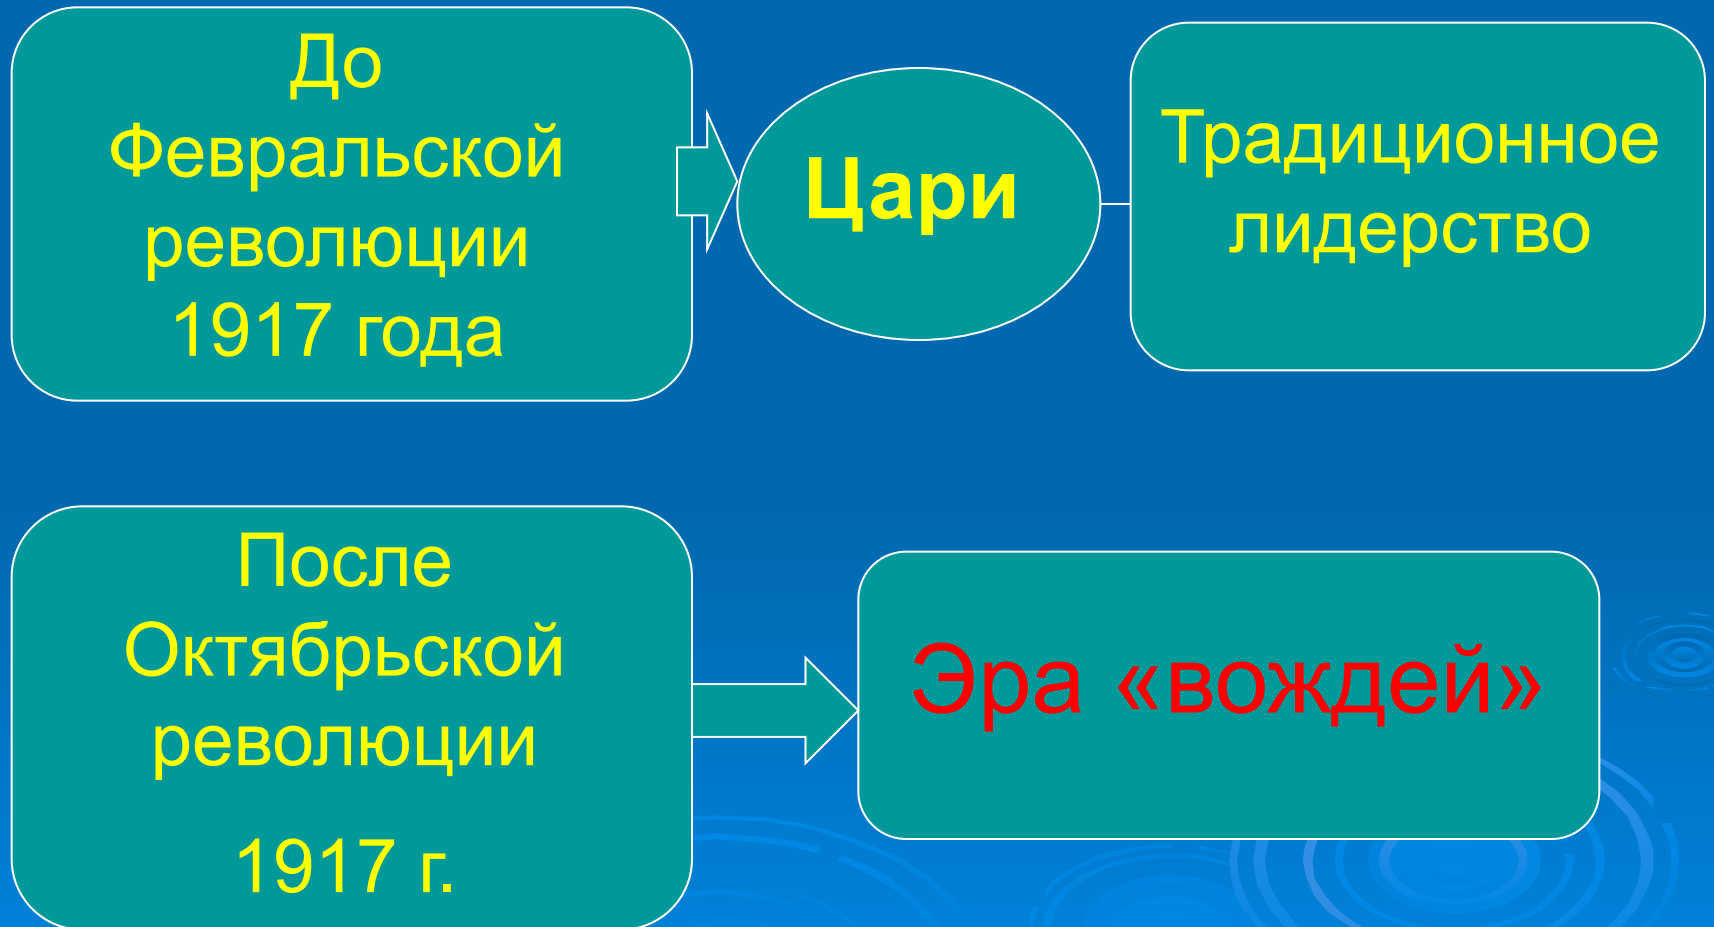 До
Февральской
революции
1917 года
Цари
Традиционное
лидерство
После
Октябрьской
революции
1917 г.
Эра «вождей»